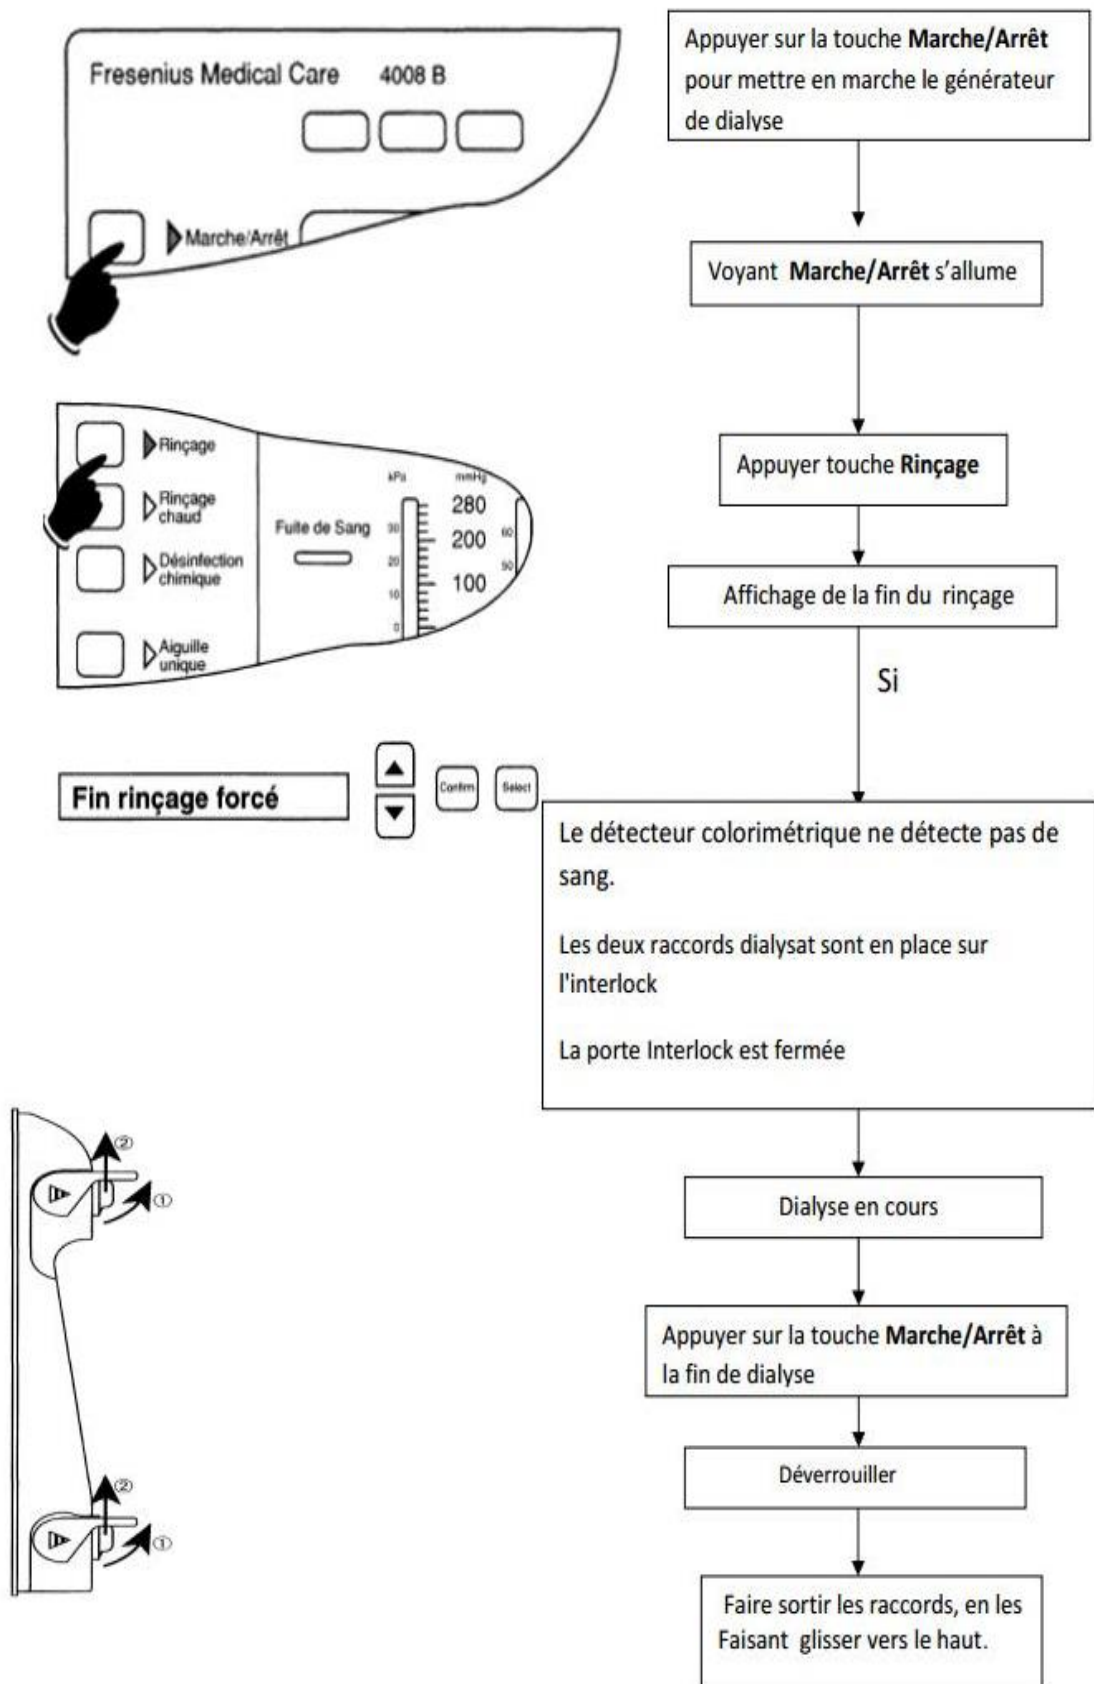 Fresenius Medical Care 4008 B
Marche/Arrêt
Rinçage
Rinçage
chaud
Désinfection
chimique
Aiguille
unique
Fuite de Sang
kPa mmHg
30
20
10
0
280
200
100
60
50
Fin rinçage forcé
▲
▼
Confirm
Select
②
①
②
①
Appuyer sur la touche Marche/Arrêt
pour mettre en marche le générateur
de dialyse
Voyant Marche/Arrêt s’allume
Appuyer touche Rinçage
Affichage de la fin du rinçage
Si
Le détecteur colorimétrique ne détecte pas de
sang.
Les deux raccords dialysat sont en place sur
l'interlock
La porte Interlock est fermée
Dialyse en cours
Appuyer sur la touche Marche/Arrêt à
la fin de dialyse
Déverrouiller
Faire sortir les raccords, en les
Faisant glisser vers le haut.